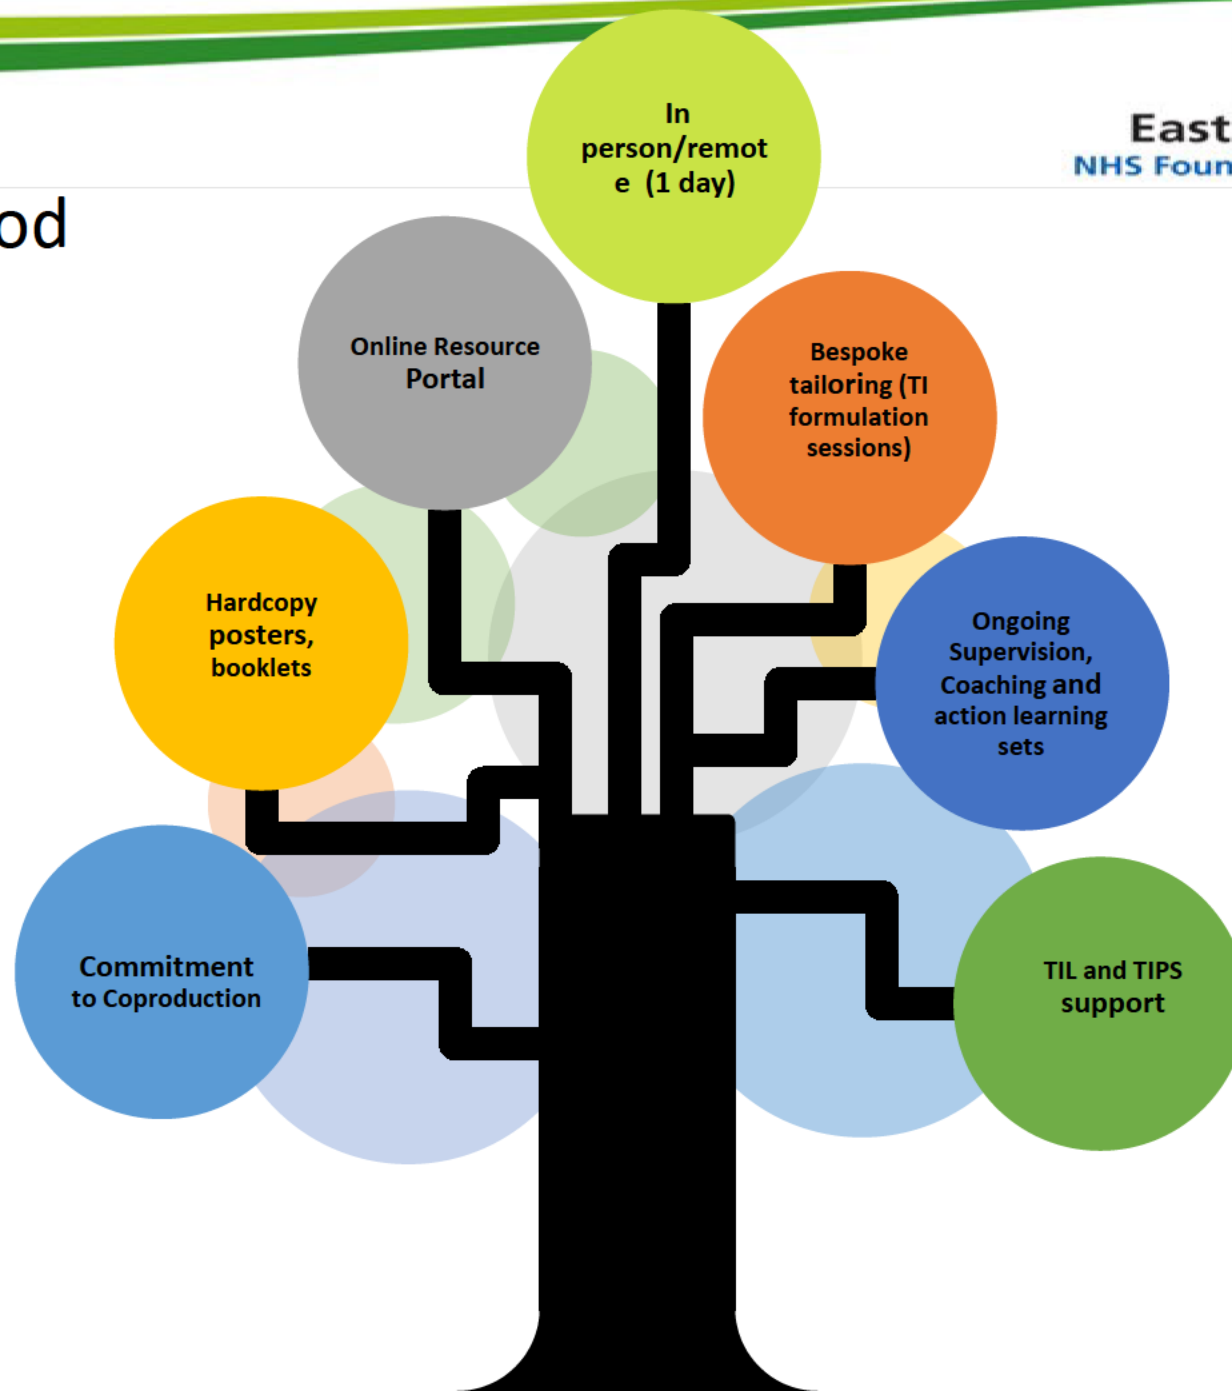 In
person/remot
e (1 day)
East
NHS Foun
od
Online Resource
Portal
Bespoke
tailoring (TI
formulation
sessions)
Hardcopy
posters,
booklets
Ongoing
Supervision,
Coaching and
action learning
sets
Commitment
to Coproduction
TIL and TIPS
support